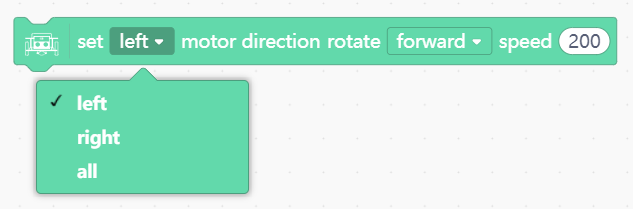 set left motor direction rotate forward speed 200
left
right
all